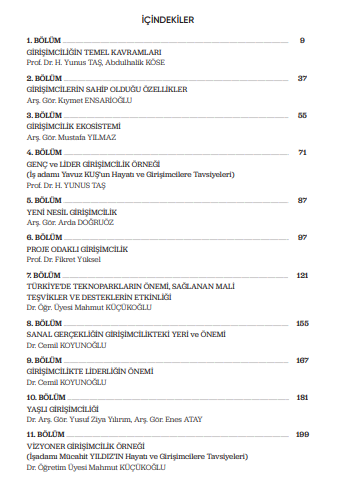 İÇİNDEKİLER
1. BÖLÜM 9
GİRİŞİMCİLİĞİN TEMEL KAVRAMLARI
Prof. Dr. H. Yunus TAŞ, Abdulhalik KÖSE
2. BÖLÜM 37
GİRİŞİMCİLERİN SAHİP OLDUĞU ÖZELLİKLER
Arş. Gör. Kıymet ENSARİOĞLU
3. BÖLÜM 55
GİRİŞİMCİLİK EKOSİSTEMİ
Arş. Gör. Mustafa YILMAZ
4. BÖLÜM 71
GENÇ ve LİDER GİRİŞİMCİLİK ÖRNEĞİ
(İş adamı Yavuz KUŞ'un Hayatı ve Girişimcilere Tavsiyeleri)
Prof. Dr. H. YUNUS TAŞ
5. BÖLÜM 87
YENİ NESİL GİRİŞİMCİLİK
Arş. Gör. Arda DOĞRUÖZ
6. BÖLÜM 97
PROJE ODAKLI GİRİŞİMCİLİK
Prof. Dr. Fikret Yüksel
7. BÖLÜM 121
TÜRKİYE'DE TEKNOPARKLARIN ÖNEMİ, SAĞLANAN MALİ
TEŞVİKLER VE DESTEKLERİN ETKİNLİĞİ
Dr. Öğr. Üyesi Mahmut KÜÇÜKOĞLU
8. BÖLÜM 155
SANAL GERÇEKLİĞİN GİRİŞİMCİLİKTEKİ YERİ ve ÖNEMİ
Dr. Cemil KOYUNOĞLU
9. BÖLÜM 167
GİRİŞİMCİLİKTE LİDERLİĞİN ÖNEMİ
Dr. Cemil KOYUNOĞLU
10. BÖLÜM 181
YAŞLI GİRİŞİMCİLİĞİ
Dr. Arş. Gör. Yusuf Ziya Yılırım, Arş. Gör. Enes ATAY
11. BÖLÜM 199
VİZYONER GİRİŞİMCİLİK ÖRNEĞİ
(İşadamı Mücahit YILDIZ'IN Hayatı ve Girişimcilere Tavsiyeleri)
Dr. Öğretim Üyesi Mahmut KÜÇÜKOĞLU